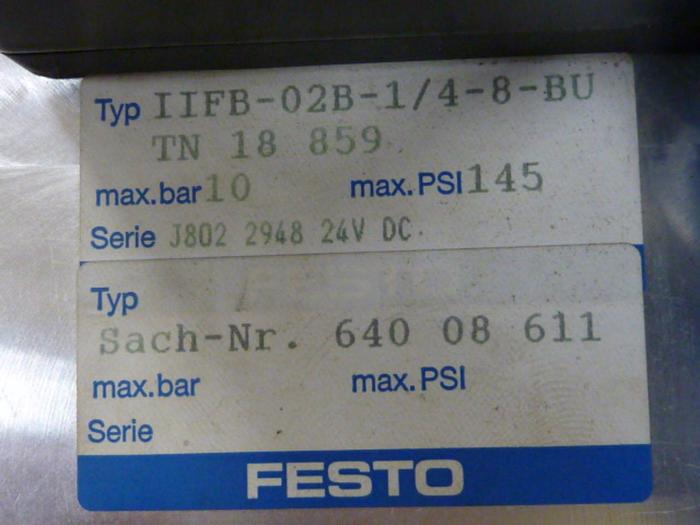 Typ IIFB-02B-1/4-8-BU
TN 18 859
max.bar 10 max.PSI 145
Serie J802 2948 24V DC
FESTO
Typ
Sach-Nr. 640 08 611
max.bar max.PSI
Serie
FESTO